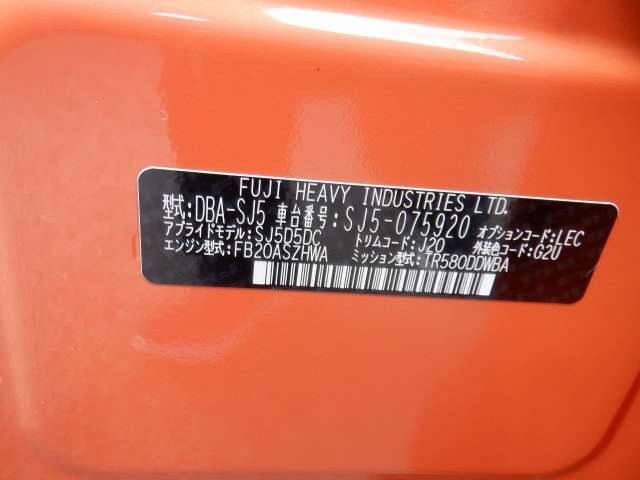 FUJI HEAVY INDUSTRIES LTD.
型式:DBA-SJ5 車台番号:SJ5-075920 オプションコード:LEC
アプライドモデル:SJ5D5DC トリムコード:J20 外装色コード:G2U
エンジン型式:FB20ASZHWA ミッション型式:TR580DDWBA